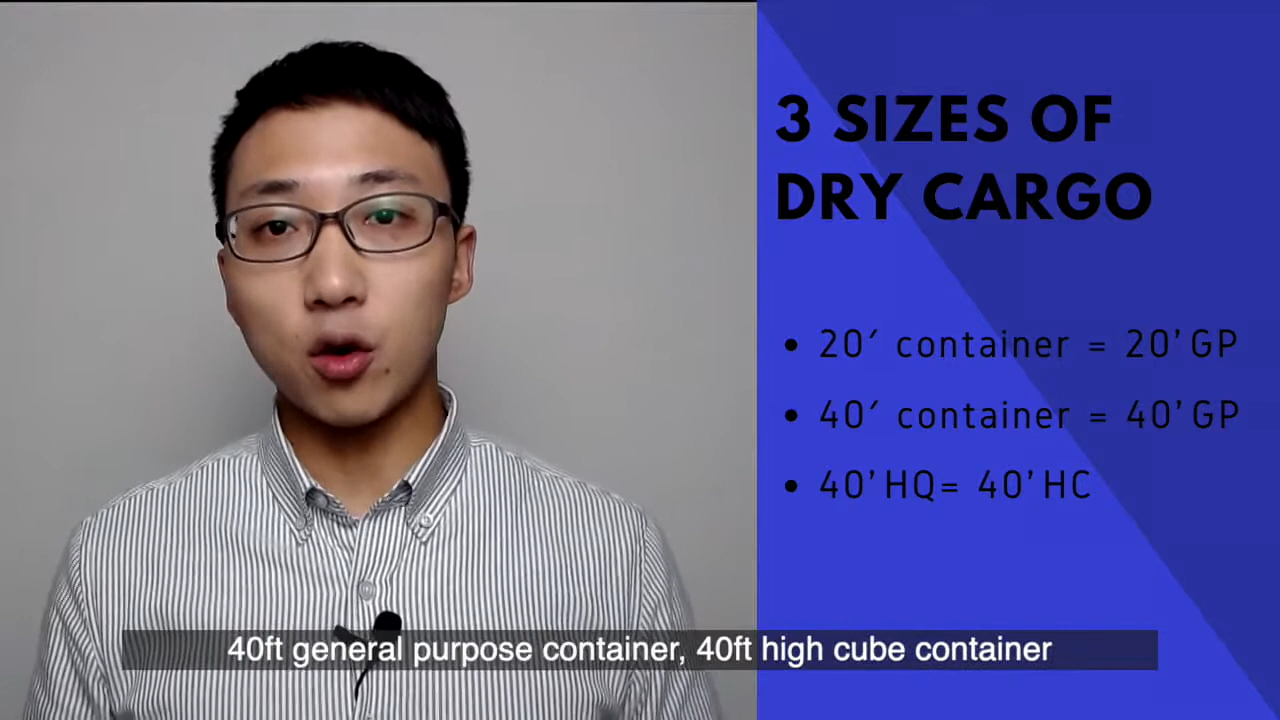 3 SIZES OF
DRY CARGO
• 20′ container = 20’GP
• 40′ container = 40’GP
• 40’HQ= 40’HC
40ft general purpose container, 40ft high cube container